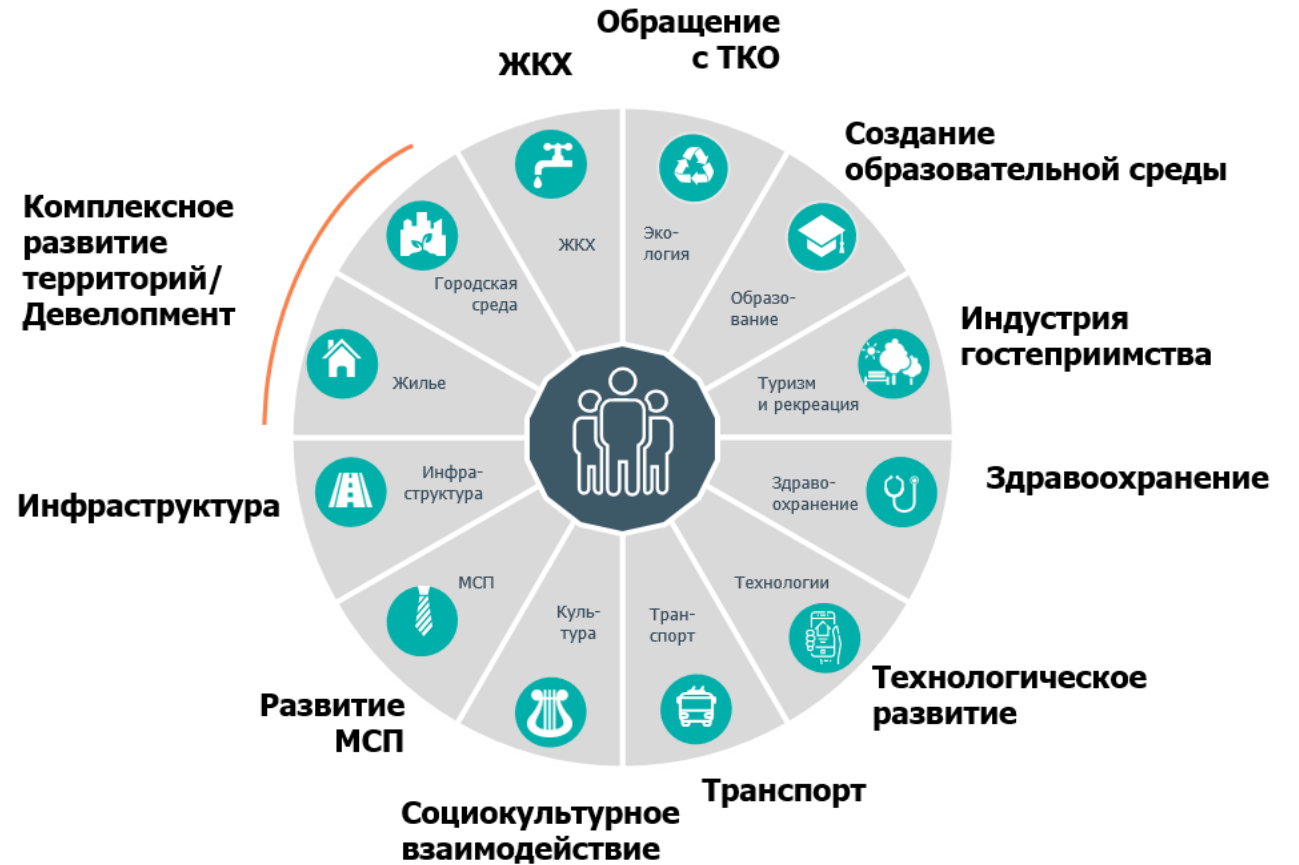 Обращение
с ТКО
ЖКХ
Создание
образовательной среды
Комплексное
развитие
территорий/
Девелопмент
Индустрия
гостеприимства
Здравоохранение
Инфраструктура
Технологическое
развитие
Развитие
МСП
Транспорт
Социокультурное
взаимодействие
ЖКХ
Эко-
логия
Образо-
вание
Туризм
и рекреация
Здраво-
охранение
Технологии
Тран-
спорт
Куль-
тура
МСП
Инфра-
структура
Жилье
Городская
среда